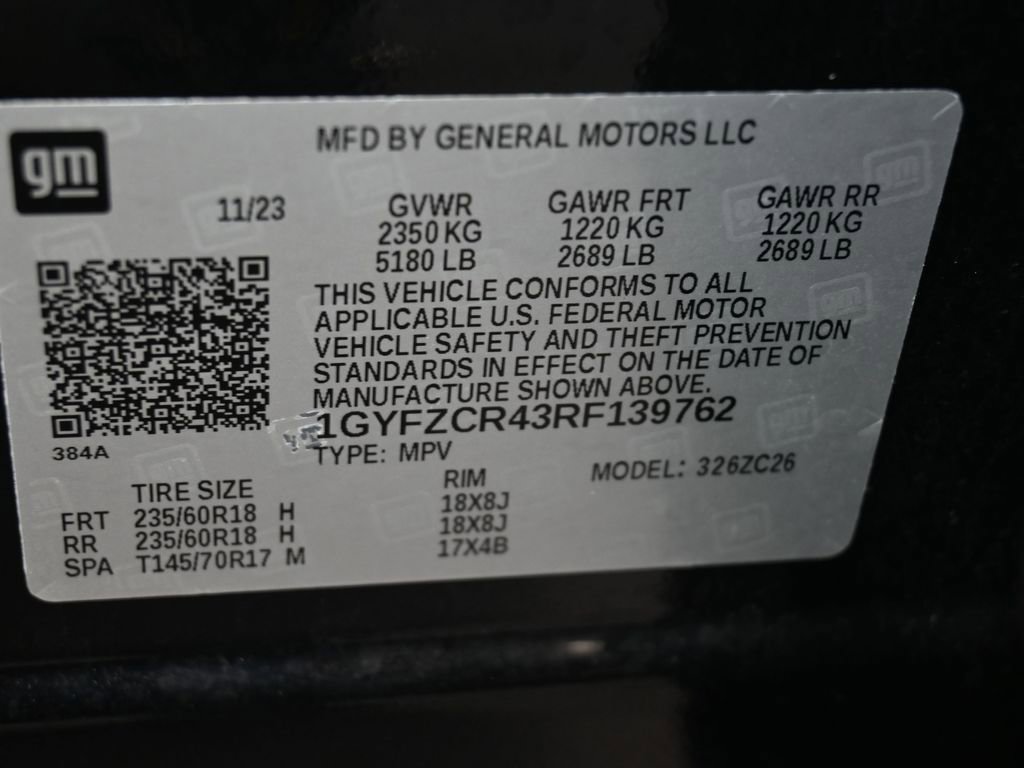 gm
MFD BY GENERAL MOTORS LLC
11/23 GVWR GAWR FRT GAWR RR
2350 KG 1220 KG 1220 KG
5180 LB 2689 LB 2689 LB
THIS VEHICLE CONFORMS TO ALL
APPLICABLE U.S. FEDERAL MOTOR
VEHICLE SAFETY AND THEFT PREVENTION
STANDARDS IN EFFECT ON THE DATE OF
MANUFACTURE SHOWN ABOVE.
1GYFZCR43RF139762
384A
TYPE: MPV MODEL: 326ZC26
TIRE SIZE RIM
FRT 235/60R18 H 18X8J
RR 235/60R18 H 18X8J
SPA T145/70R17 M 17X4B